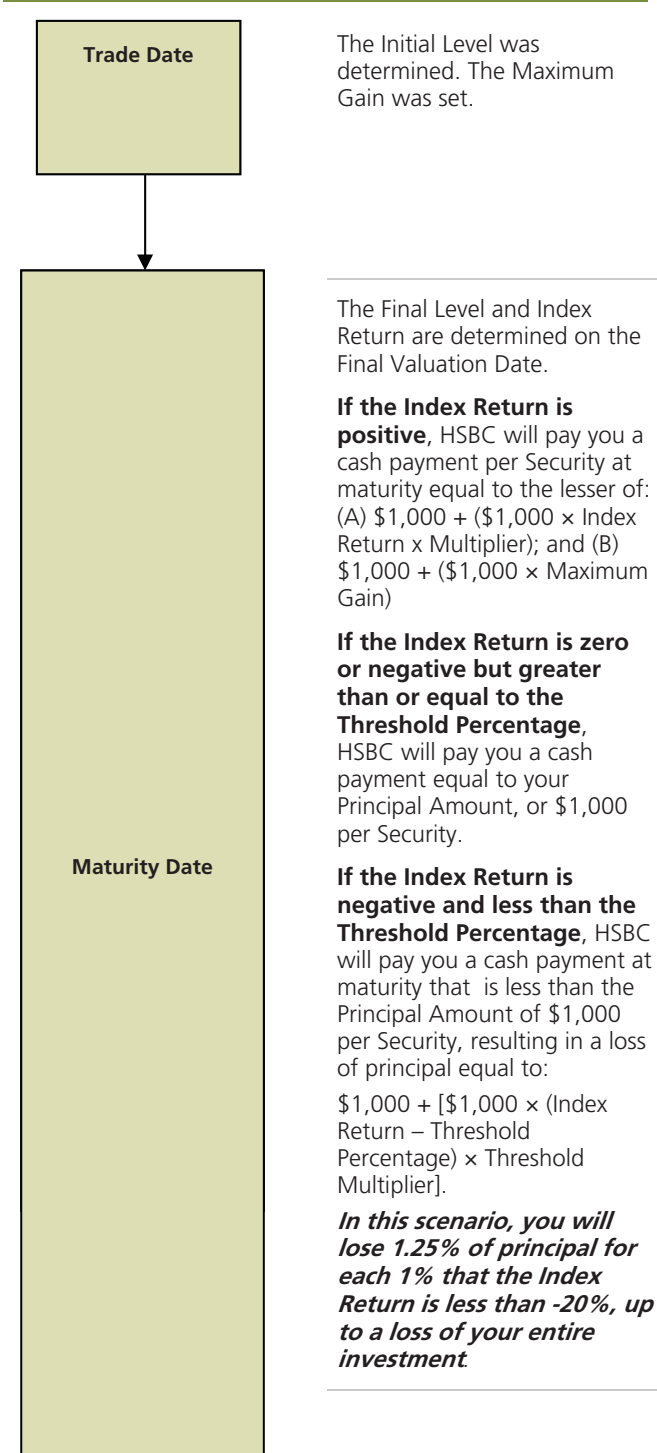 Trade Date
The Initial Level was
determined. The Maximum
Gain was set.
The Final Level and Index
Return are determined on the
Final Valuation Date.
If the Index Return is
positive, HSBC will pay you a
cash payment per Security at
maturity equal to the lesser of:
(A) $1,000 + ($1,000 × Index
Return x Multiplier); and (B)
$1,000 + ($1,000 × Maximum
Gain)
If the Index Return is zero
or negative but greater
than or equal to the
Threshold Percentage,
HSBC will pay you a cash
payment equal to your
Principal Amount, or $1,000
per Security.
Maturity Date
If the Index Return is
negative and less than the
Threshold Percentage, HSBC
will pay you a cash payment at
maturity that is less than the
Principal Amount of $1,000
per Security, resulting in a loss
of principal equal to:
$1,000 + [$1,000 × (Index
Return – Threshold
Percentage) × Threshold
Multiplier].
In this scenario, you will
lose 1.25% of principal for
each 1% that the Index
Return is less than -20%, up
to a loss of your entire
investment.